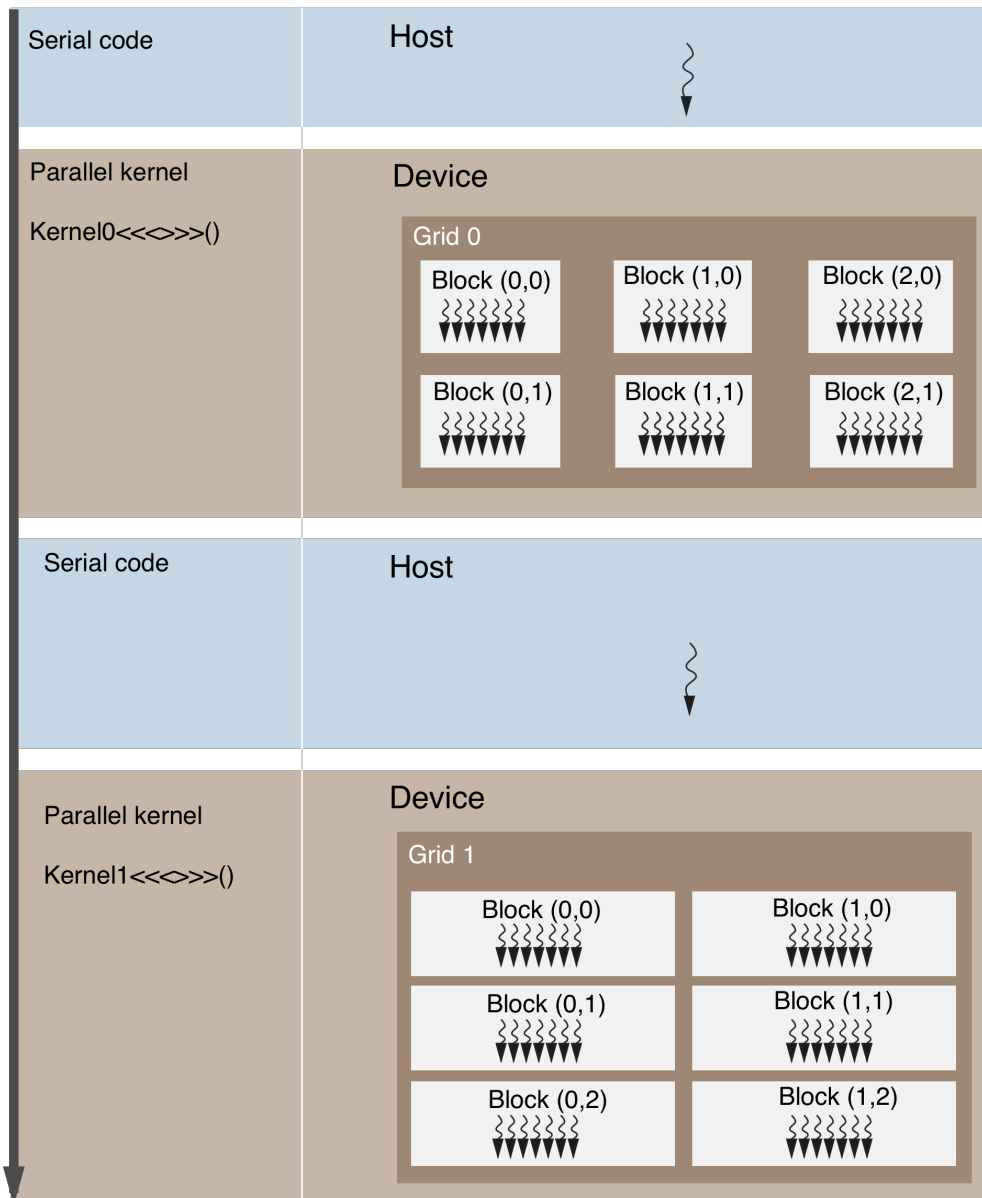 Serial code
Host
Parallel kernel
Device
Kernel0<<<>>>()
Grid 0
Block (0,0)
Block (1,0)
Block (2,0)
Block (0,1)
Block (1,1)
Block (2,1)
Serial code
Host
Parallel kernel
Device
Kernel1<<<>>>()
Grid 1
Block (0,0)
Block (1,0)
Block (0,1)
Block (1,1)
Block (0,2)
Block (1,2)